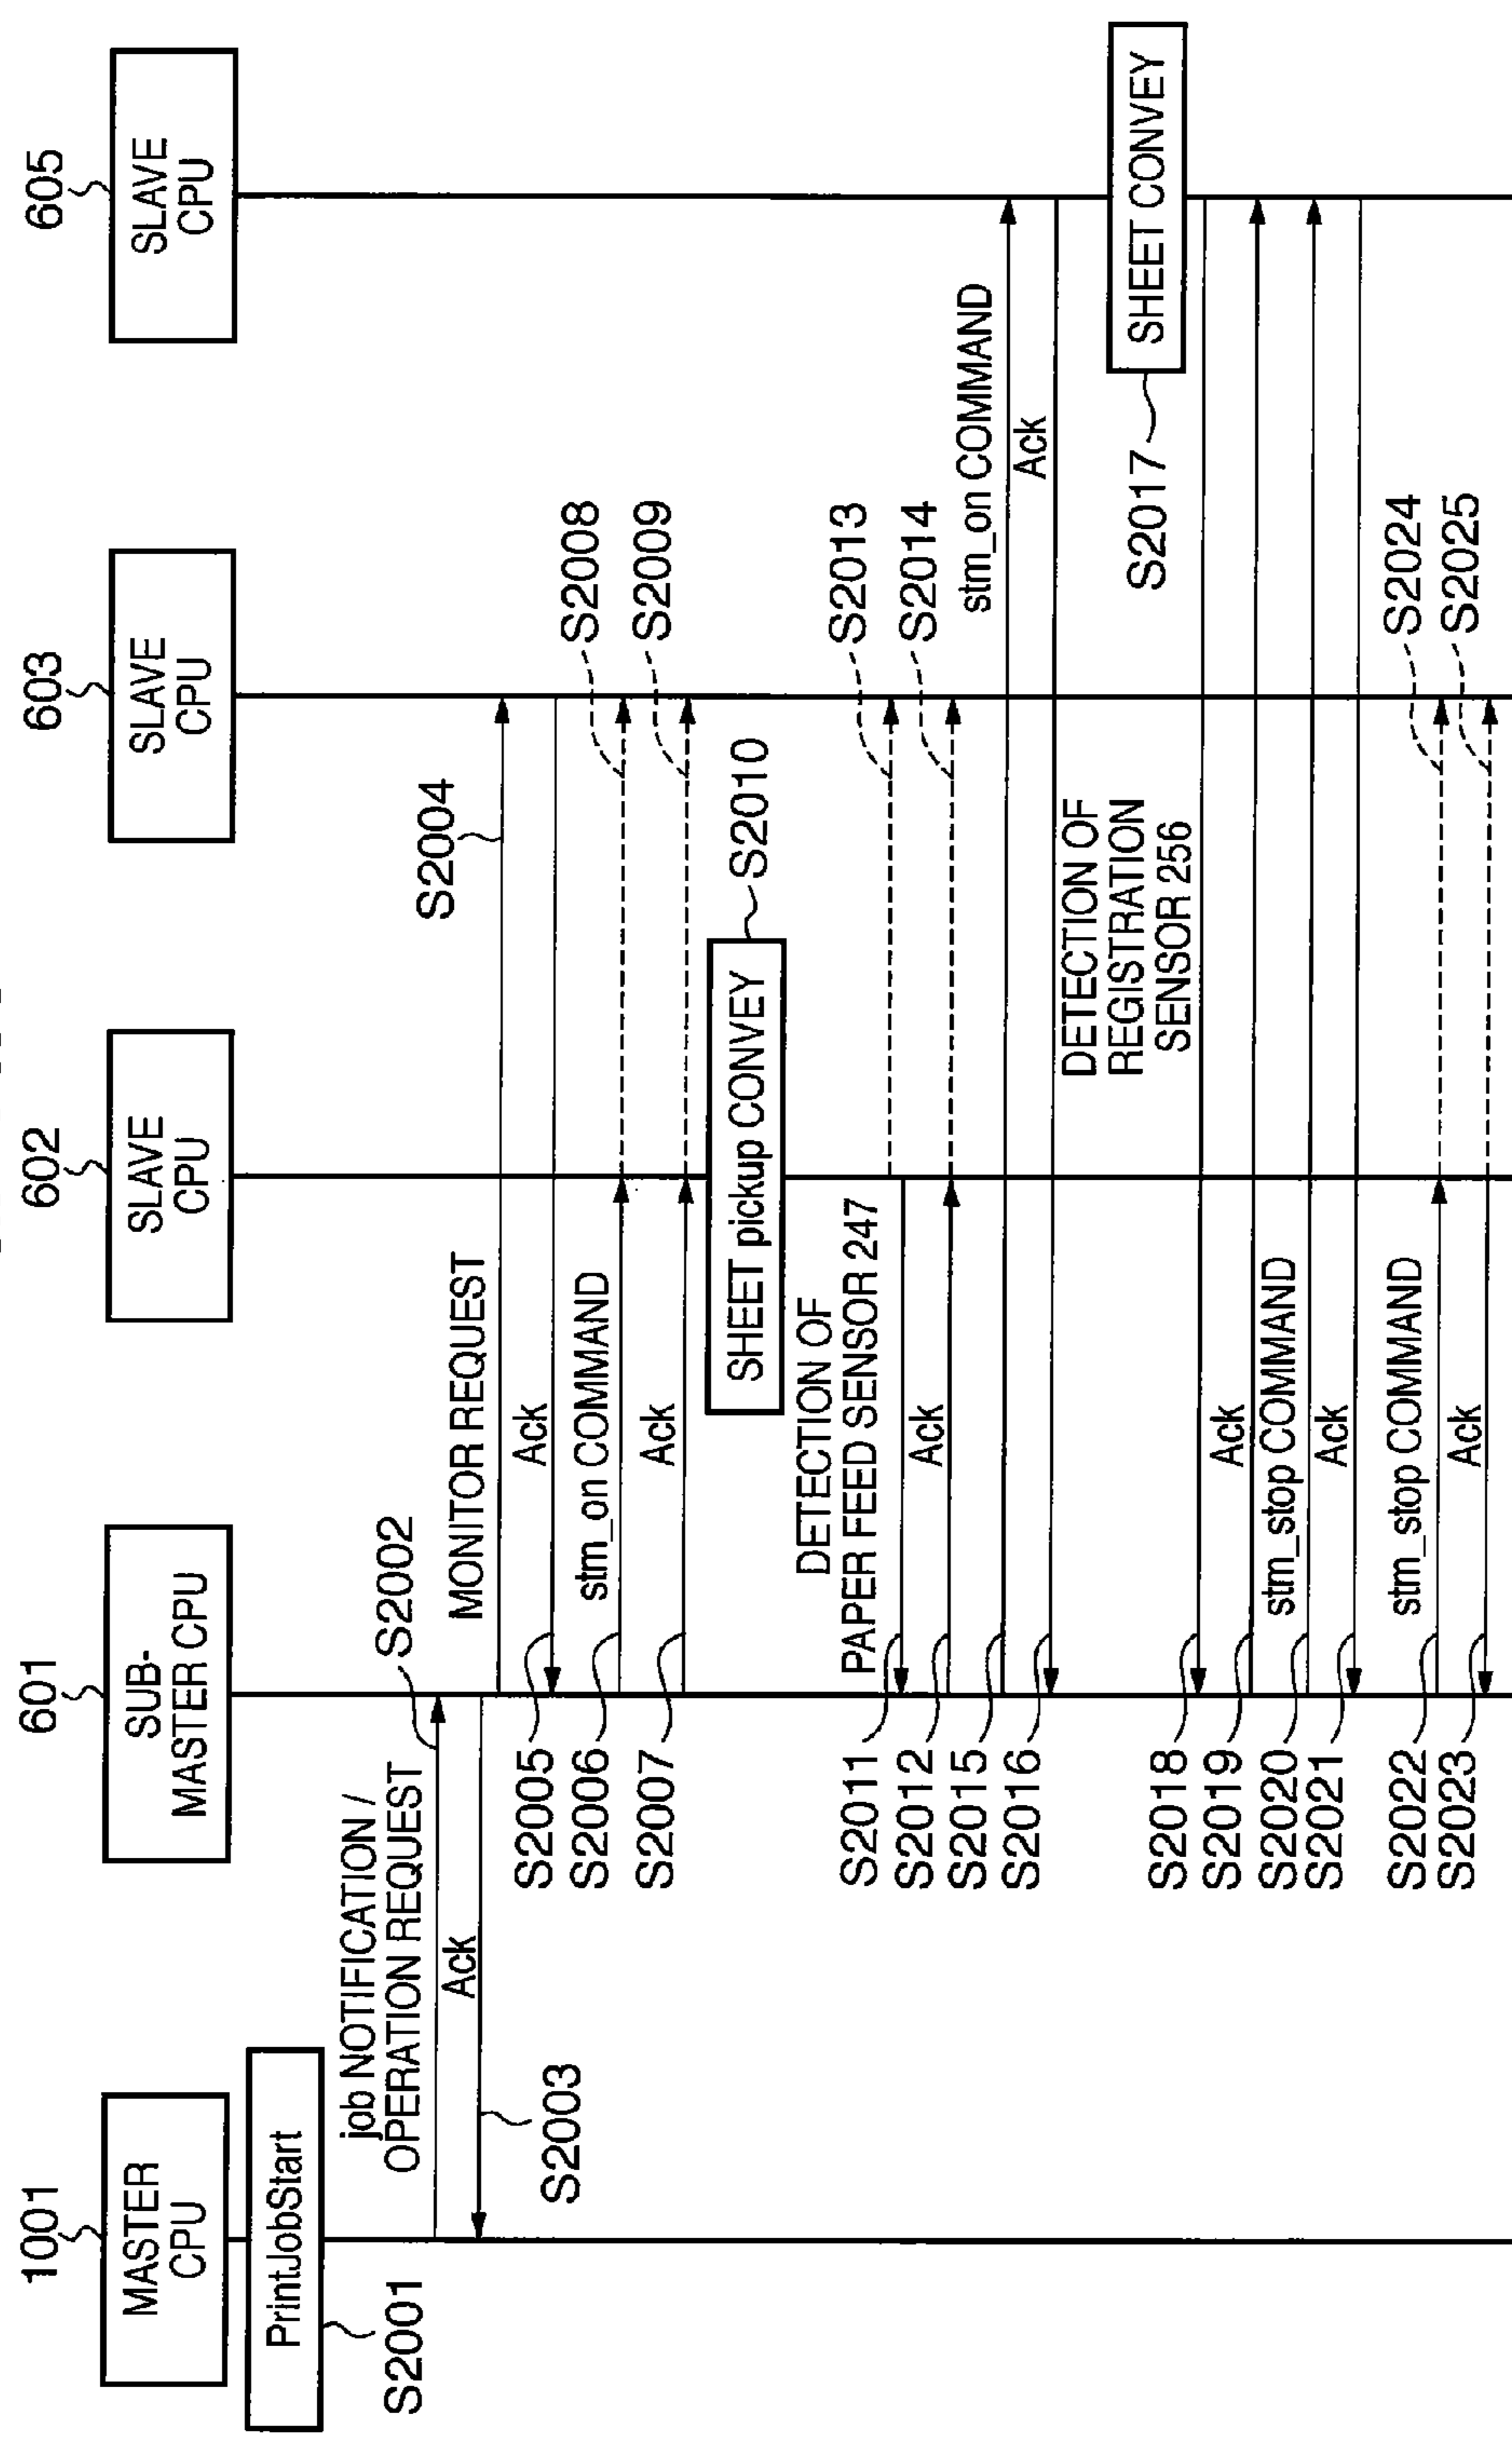 1001
MASTER
CPU
601
SUB-
MASTER CPU
602
SLAVE
CPU
603
SLAVE
CPU
605
SLAVE
CPU
PrintJobStart
S2001
job NOTIFICATION /
OPERATION REQUEST
S2002
Ack
S2003
MONITOR REQUEST
S2004
Ack
S2005
stm_on COMMAND
S2006
S2008
Ack
S2007
S2009
SHEET pickup CONVEY
S2010
DETECTION OF
PAPER FEED SENSOR 247
S2011
S2013
Ack
S2012
S2014
stm_on COMMAND
S2015
Ack
S2016
SHEET CONVEY
S2017
DETECTION OF
REGISTRATION
SENSOR 256
S2018
Ack
S2019
stm_stop COMMAND
S2020
Ack
S2021
stm_stop COMMAND
S2022
S2024
Ack
S2023
S2025